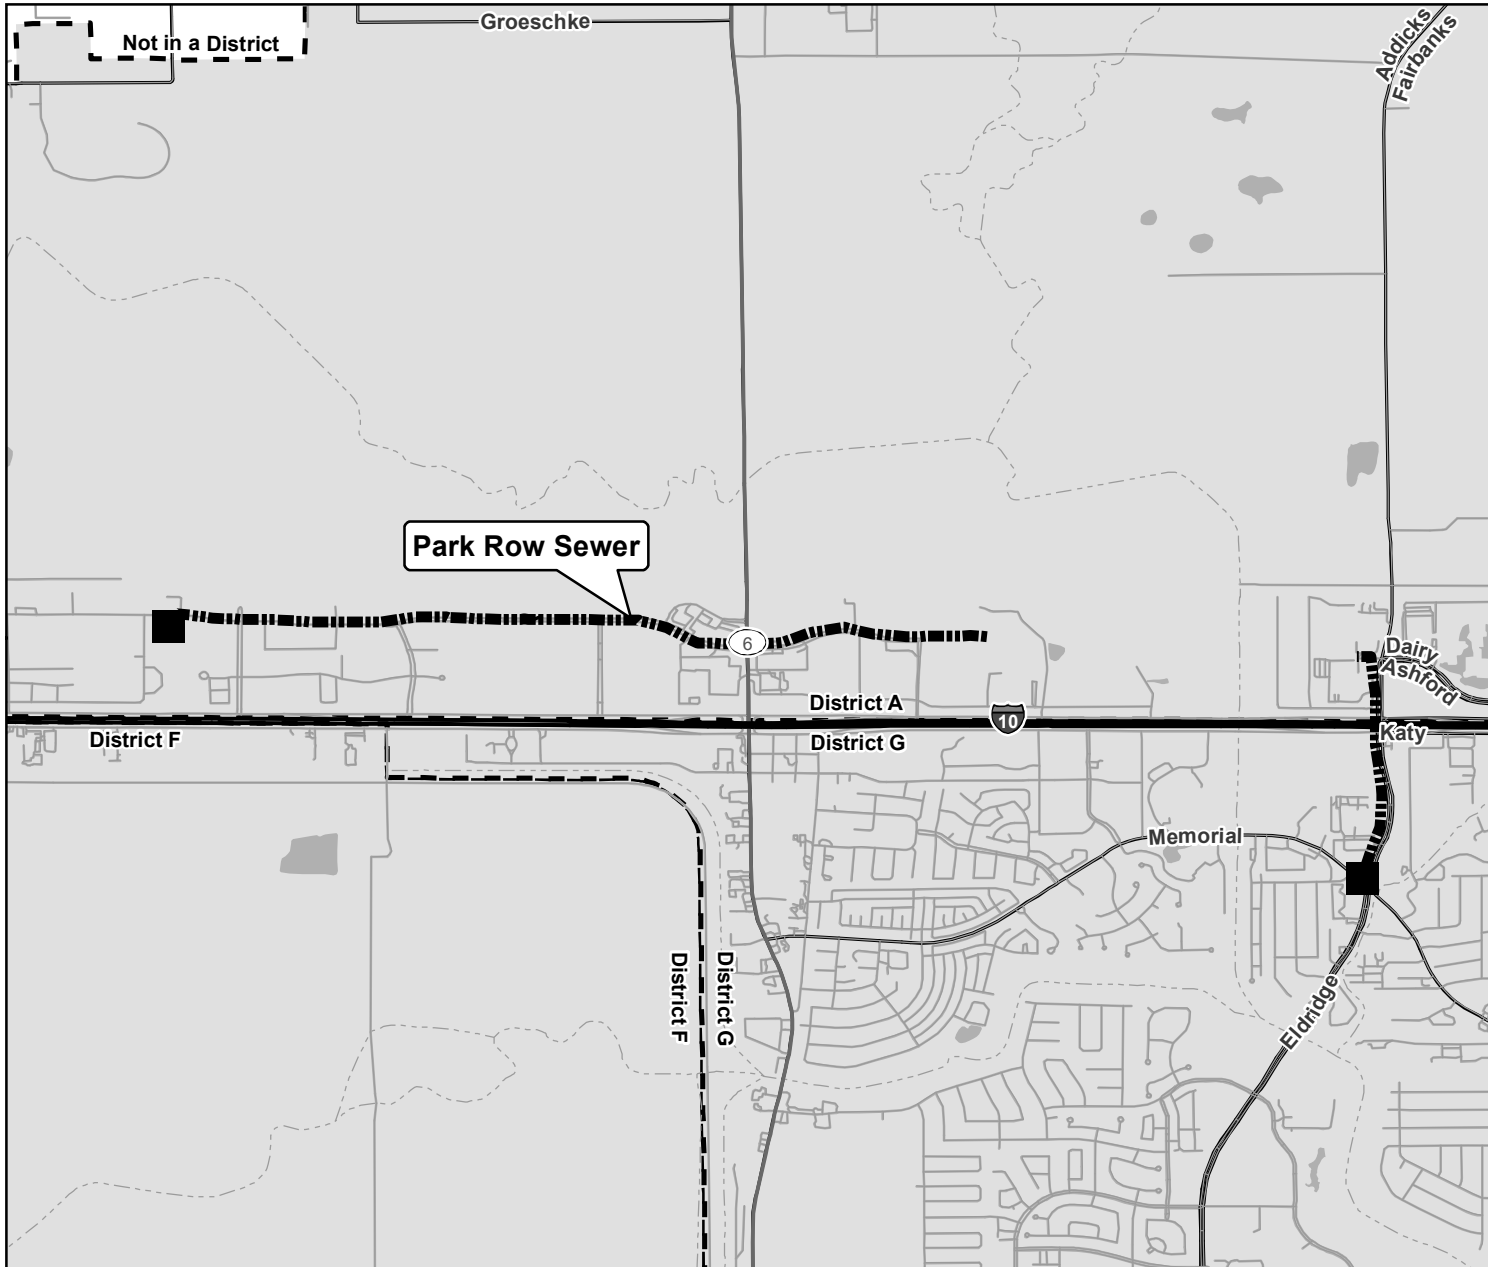 Groeschke
Not in a District
Addicks
Fairbanks
Park Row Sewer
6
Dairy
Ashford
District A
10
District F
District G
Katy
Memorial
District F
District G
Eldridge